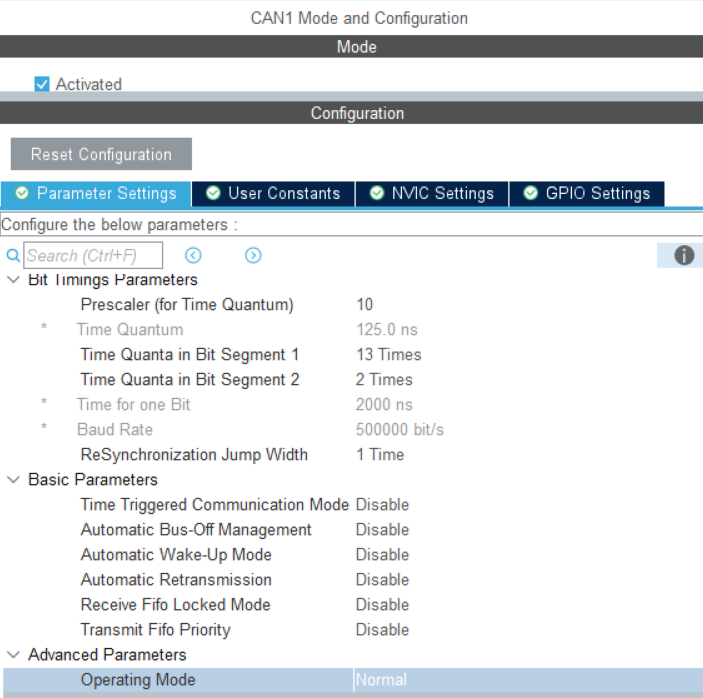 CAN1 Mode and Configuration
Mode
Activated
Configuration
Reset Configuration
Parameter Settings User Constants NVIC Settings GPIO Settings
Configure the below parameters :
Search (Ctrl+F)
Bit Timings Parameters
Prescaler (for Time Quantum) 10
* Time Quantum 125.0 ns
Time Quanta in Bit Segment 1 13 Times
Time Quanta in Bit Segment 2 2 Times
* Time for one Bit 2000 ns
* Baud Rate 500000 bit/s
ReSynchronization Jump Width 1 Time
Basic Parameters
Time Triggered Communication Mode Disable
Automatic Bus-Off Management Disable
Automatic Wake-Up Mode Disable
Automatic Retransmission Disable
Receive Fifo Locked Mode Disable
Transmit Fifo Priority Disable
Advanced Parameters
Operating Mode Normal